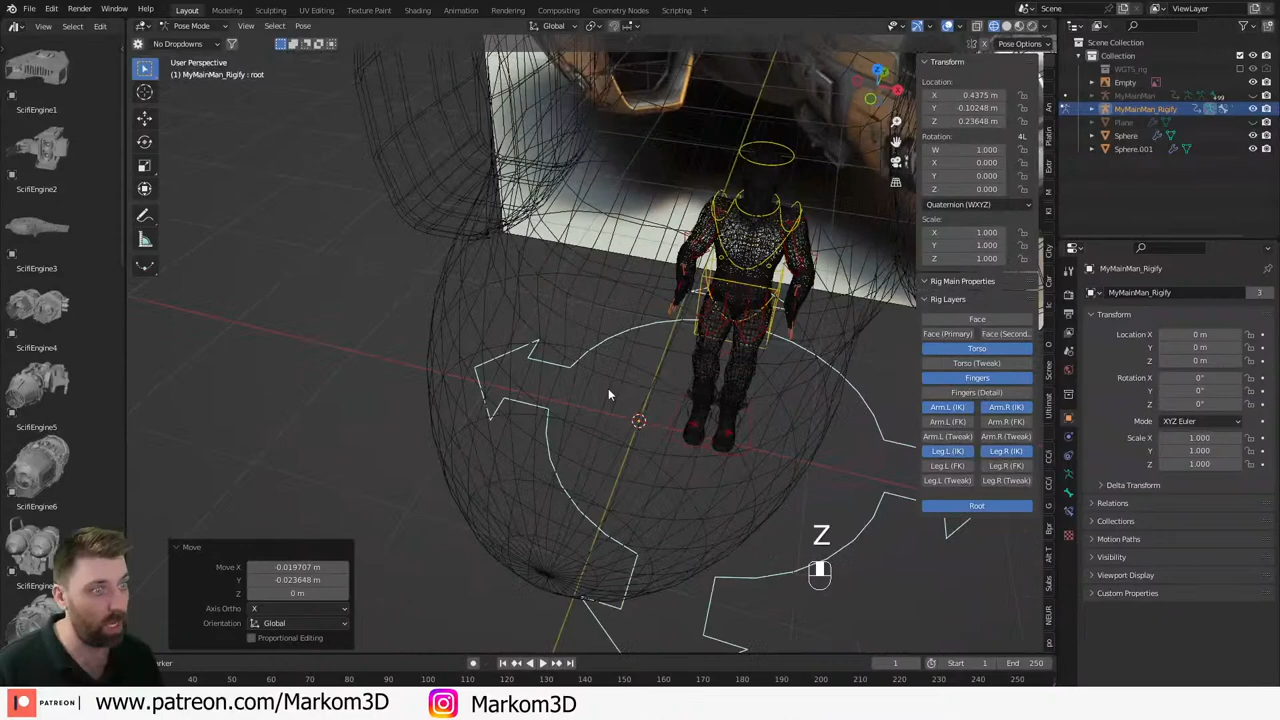 File Edit Render Window Help
Layout Modeling Sculpting UV Editing Texture Paint Shading Animation Rendering Compositing Geometry Nodes Scripting
Scene
ViewLayer
View Select Edit
Pose Mode View Select Pose
Global
No Dropdowns
Pose Options
User Perspective
(1) MyMainMan_Rigify : root
SciFiEngine1
SciFiEngine2
SciFiEngine3
SciFiEngine4
SciFiEngine5
SciFiEngine6
Transform
Location:
X 0.4375 m
Y -0.10248 m
Z 0.23648 m
Rotation: 4L
W 1.000
X 0.000
Y 0.000
Z 0.000
Quaternion (WXYZ)
Scale:
X 1.000
Y 1.000
Z 1.000
Rig Main Properties
Rig Layers
Face
Face (Primary) Face (Second...
Torso
Torso (Tweak)
Fingers
Fingers (Detail)
Arm.L (IK) Arm.R (IK)
Arm.L (FK) Arm.R (FK)
Arm.L (Tweak) Arm.R (Tweak)
Leg.L (IK) Leg.R (IK)
Leg.L (FK) Leg.R (FK)
Leg.L (Tweak) Leg.R (Tweak)
Root
Scene Collection
Collection
WGTS_rig
Empty
MyMainMan
MyMainMan_Rigify
Plane
Sphere
Sphere.001
MyMainMan_Rigify
MyMainMan_Rigify 3
Transform
Location X 0 m
Y 0 m
Z 0 m
Rotation X 0°
Y 0°
Z 0°
Mode XYZ Euler
Scale X 1.000
Y 1.000
Z 1.000
Delta Transform
Relations
Collections
Motion Paths
Visibility
Viewport Display
Custom Properties
Z
Move
Move X -0.019707 m
Y -0.023648 m
Z 0 m
Axis Ortho X
Orientation Global
Proportional Editing
1 Start 1 End 250
40 50 60 70 80 90 100 110 120 130 140 150 160 170 180 190 200 210 220 230 240 250
PATREON www.patreon.com/Markom3D Markom3D